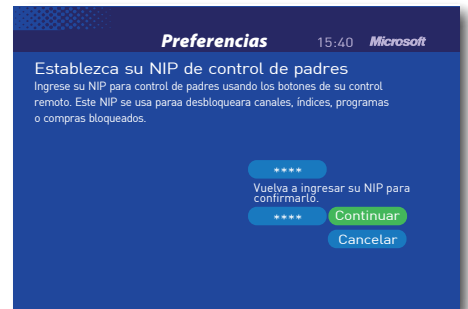 Preferencias 15:40 Microsoft
Establezca su NIP de control de padres
Ingrese su NIP para control de padres usando los botones de su control
remoto. Este NIP se usa paraa desbloqueara canales, índices, programas
o compras bloqueados.
****
Vuelva a ingresar su NIP para
confirmarló.
**** Continuar
Cancelar